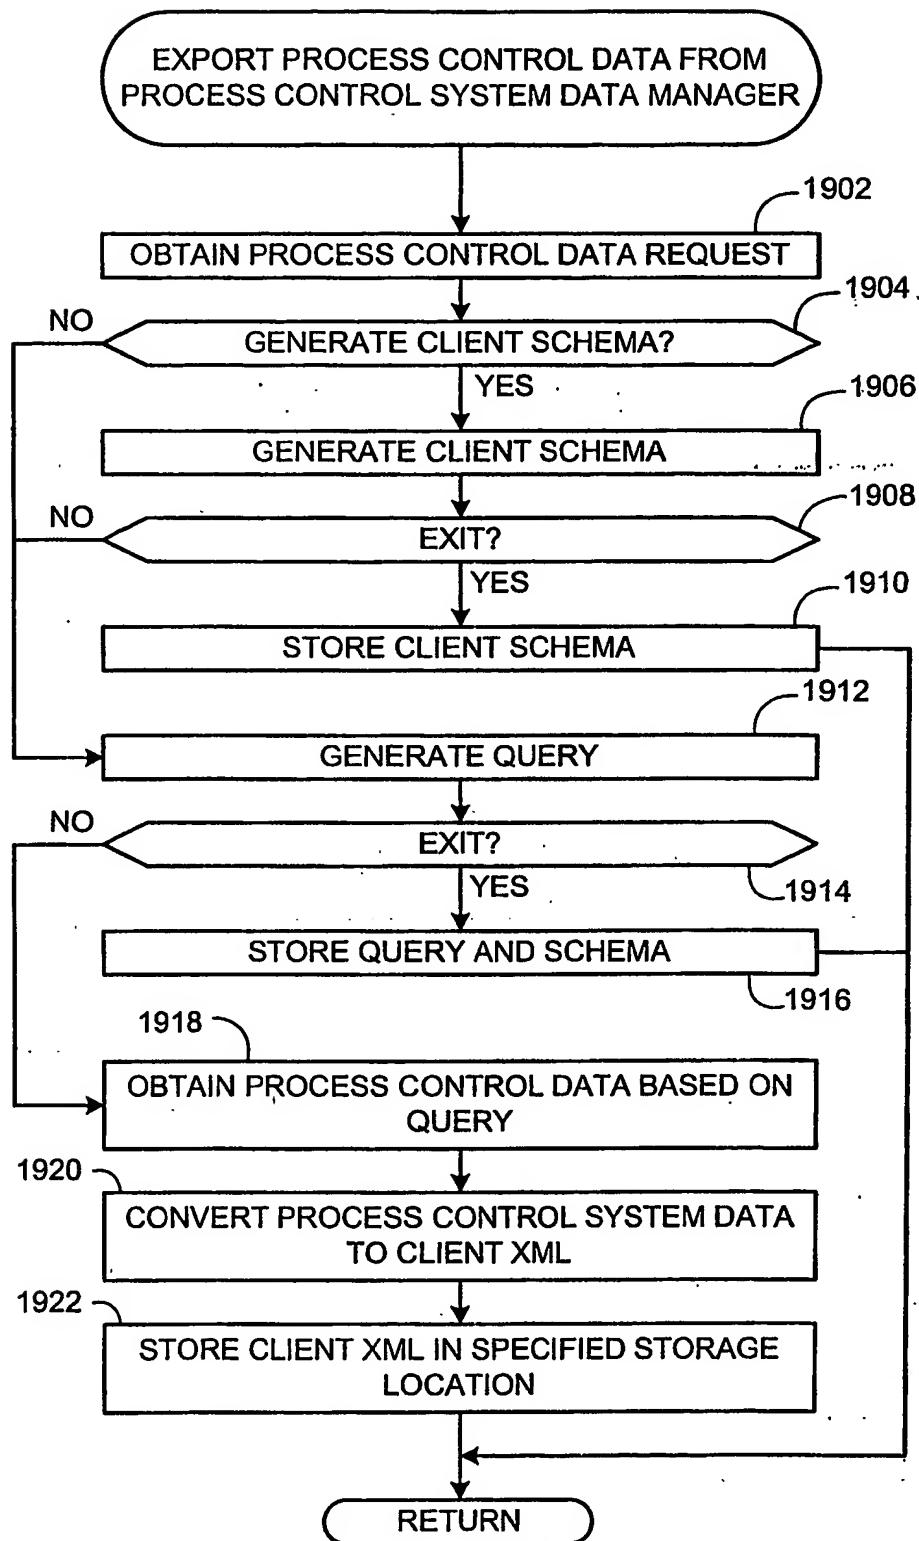 EXPORT PROCESS CONTROL DATA FROM
PROCESS CONTROL SYSTEM DATA MANAGER
1902
OBTAIN PROCESS CONTROL DATA REQUEST
1904
NO
GENERATE CLIENT SCHEMA?
YES
1906
GENERATE CLIENT SCHEMA
1908
NO
EXIT?
YES
1910
STORE CLIENT SCHEMA
1912
GENERATE QUERY
NO
EXIT?
YES
1914
STORE QUERY AND SCHEMA
1916
1918
OBTAIN PROCESS CONTROL DATA BASED ON
QUERY
1920
CONVERT PROCESS CONTROL SYSTEM DATA
TO CLIENT XML
1922
STORE CLIENT XML IN SPECIFIED STORAGE
LOCATION
RETURN